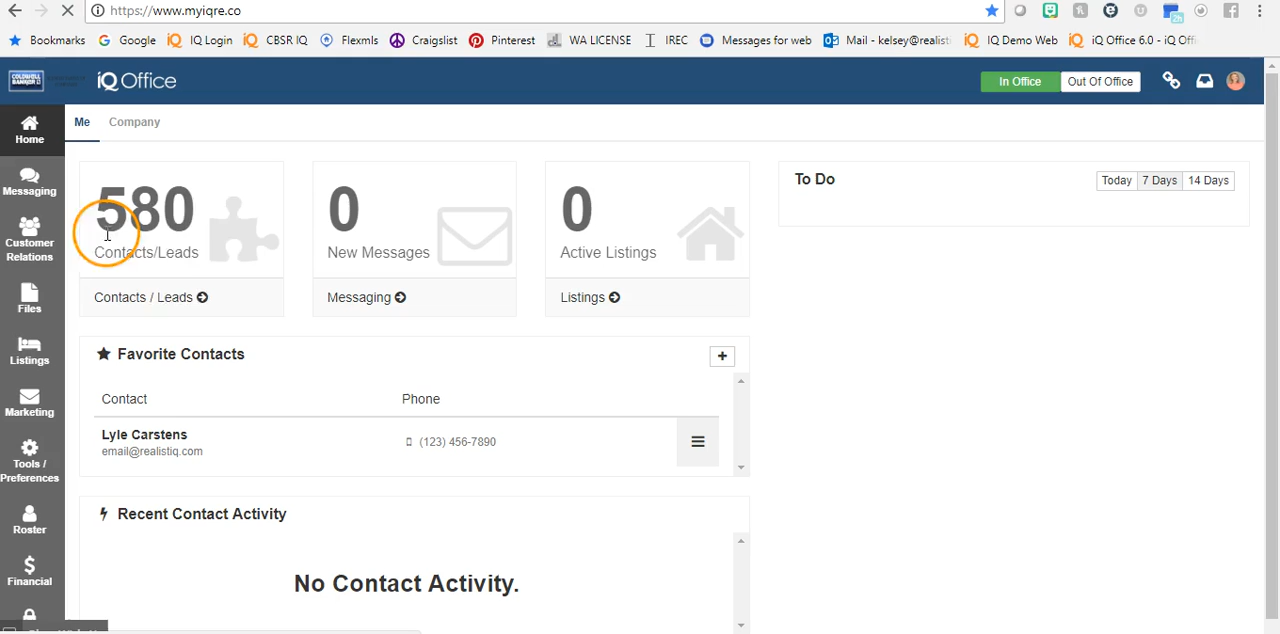 https://www.myiqre.co
Bookmarks Google IQ Login CBSR IQ Flexmls Craigslist Pinterest WA LICENSE IREC Messages for web Mail - kelsey@realisti IQ Demo Web iQ Office 6.0 - iQ Offi
2h
COLDWELL BANKER iQ Office In Office Out Of Office
Me Company
Home
Messaging
Customer Relations
Files
Listings
Marketing
Tools / Preferences
Roster
Financial
580
Contacts/Leads
Contacts / Leads
0
New Messages
Messaging
0
Active Listings
Listings
To Do Today 7 Days 14 Days
Favorite Contacts +
Contact Phone
Lyle Carstens
email@realistiq.com
(123) 456-7890
Recent Contact Activity
No Contact Activity.